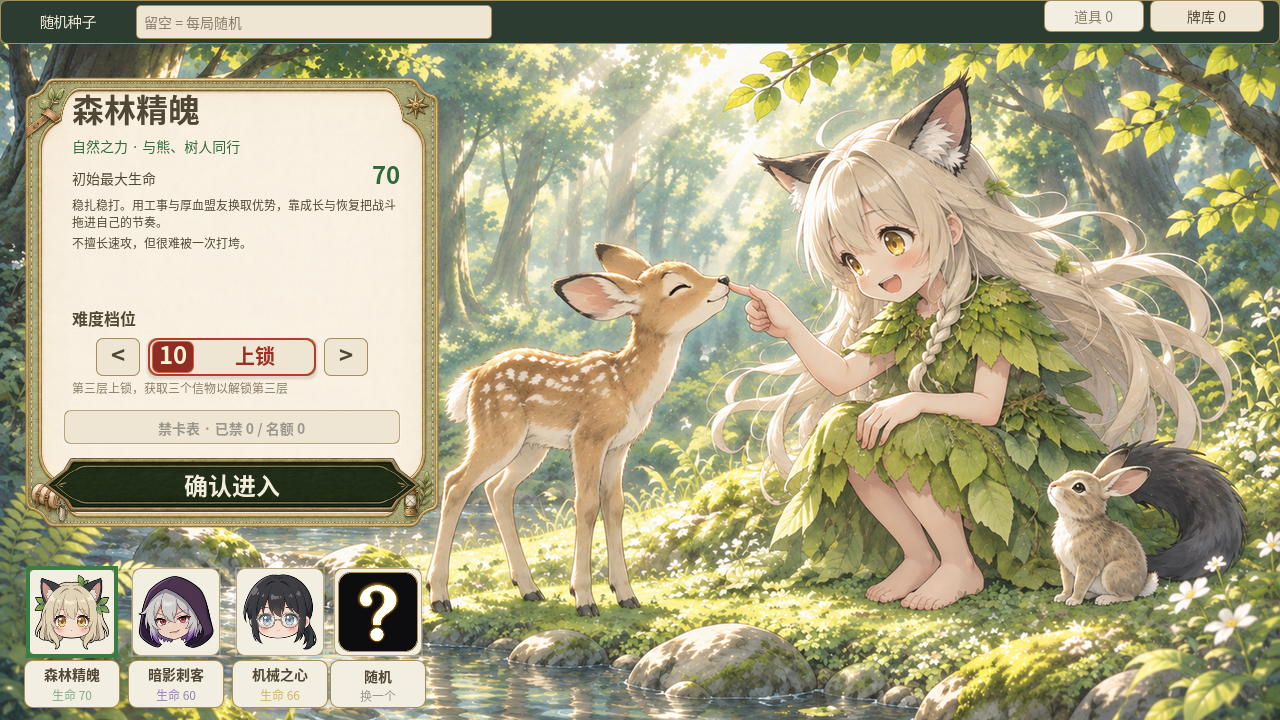 随机种子
留空 = 每局随机
道具 0
牌库 0
森林精魄
自然之力 · 与熊、树人同行
初始最大生命
70
稳扎稳打。用工事与厚血盟友换取优势，靠成长与恢复把战斗
拖进自己的节奏。
不擅长速攻，但很难被一次打垮。
难度档位
<
10
上锁
>
第三层上锁，获取三个信物以解锁第三层
禁卡表 · 已禁 0 / 名额 0
确认进入
?
森林精魄
生命 70
暗影刺客
生命 60
机械之心
生命 66
随机
换一个